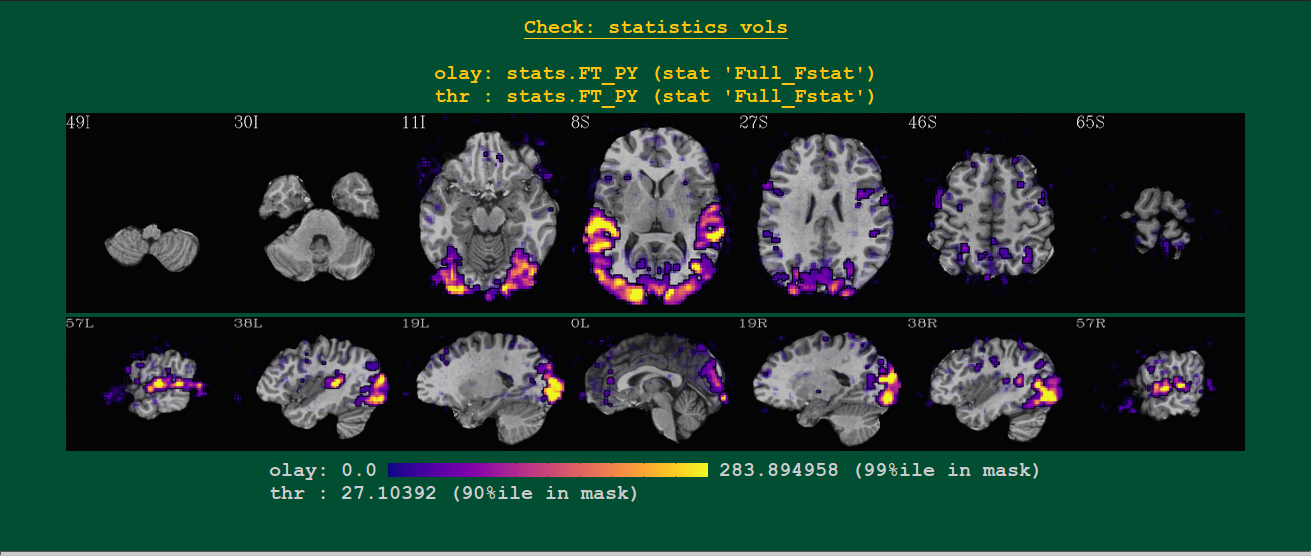 Check: statistics vols
olay: stats.FT_PY (stat 'Full_Fstat')
thr : stats.FT_PY (stat 'Full_Fstat')
49I 30I 11I 8S 27S 46S 65S
57L 38L 19L 0L 19R 38R 57R
olay: 0.0 283.894958 (99%ile in mask)
thr : 27.10392 (90%ile in mask)